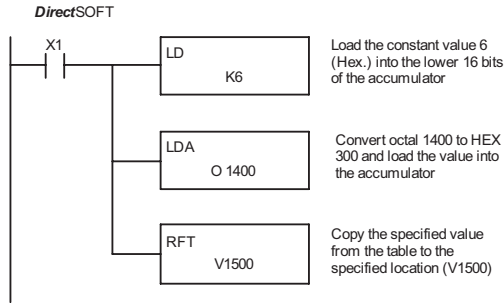 DirectSOFT
X1
LD
K6
Load the constant value 6
(Hex.) into the lower 16 bits
of the accumulator
LDA
O 1400
Convert octal 1400 to HEX
300 and load the value into
the accumulator
RFT
V1500
Copy the specified value
from the table to the
specified location (V1500)